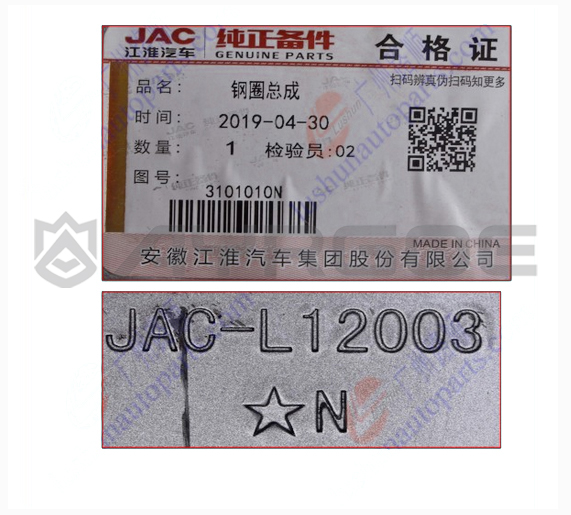 JAC 纯正备件 合格证
江淮汽车 GENUINE PARTS
扫码辨真伪扫码知更多
品名: 钢圈总成
时间: 2019-04-30
数量: 1 检验员:02
图号:
3101010N
MADE IN CHINA
安徽江淮汽车集团股份有限公司
JAC-L12003
☆N